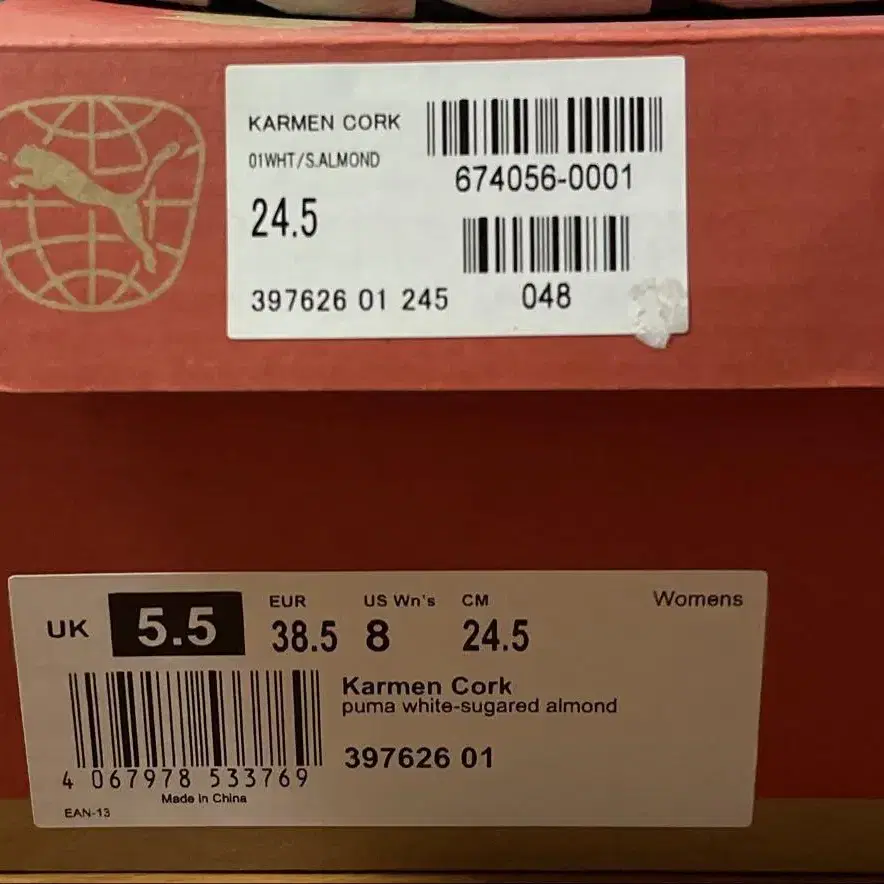 KARMEN CORK
01WHT/S.ALMOND
674056-0001
24.5
397626 01 245
048
UK 5.5
EUR 38.5
US Wn's 8
CM 24.5
Womens
Karmen Cork
puma white-sugared almond
397626 01
4 067978 533769
Made in China
EAN-13